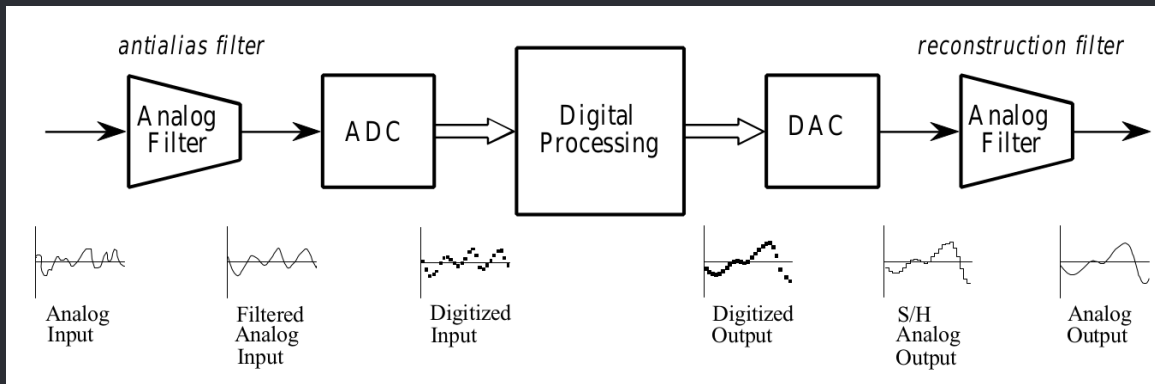 antialias filter
reconstruction filter
Analog
Filter
ADC
Digital
Processing
DAC
Analog
Filter
Analog
Input
Filtered
Analog
Input
Digitized
Input
Digitized
Output
S/H
Analog
Output
Analog
Output